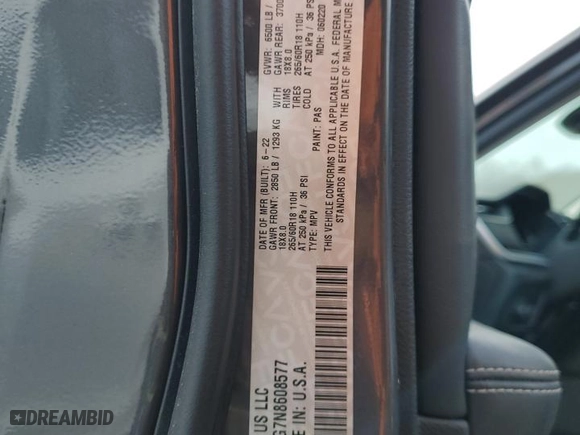 US LLC
DATE OF MFR (BUILT): 6-22
GVWR: 6500 LB /
GAWR FRONT: 2850 LB / 1293 KG WITH
GAWR REAR: 3700
18X8.0 RIMS 18X8.0
265/60R18 110H TIRES 265/60R18 110H
AT 250 kPa / 36 PSI COLD AT 250 kPa / 36 PSI
THIS VEHICLE CONFORMS TO ALL APPLICABLE U.S.A. FEDERAL M
STANDARDS IN EFFECT ON THE DATE OF MANUFACTURE
G7N8608577
TYPE: MPV
PAINT: PAS
MDH: 060220
E IN: U.S.A.
DREAMBID